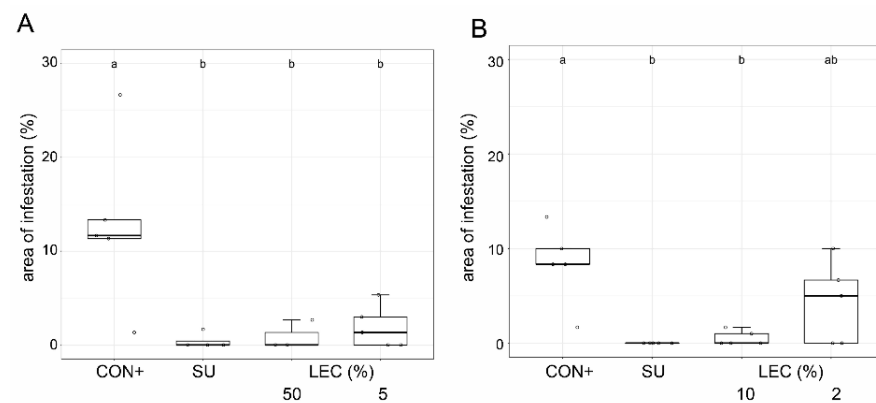 A
area of infestation (%)
30
20
10
0
a b b b
CON+ SU LEC (%)
50 5
B
area of infestation (%)
30
20
10
0
a b b ab
CON+ SU LEC (%)
10 2